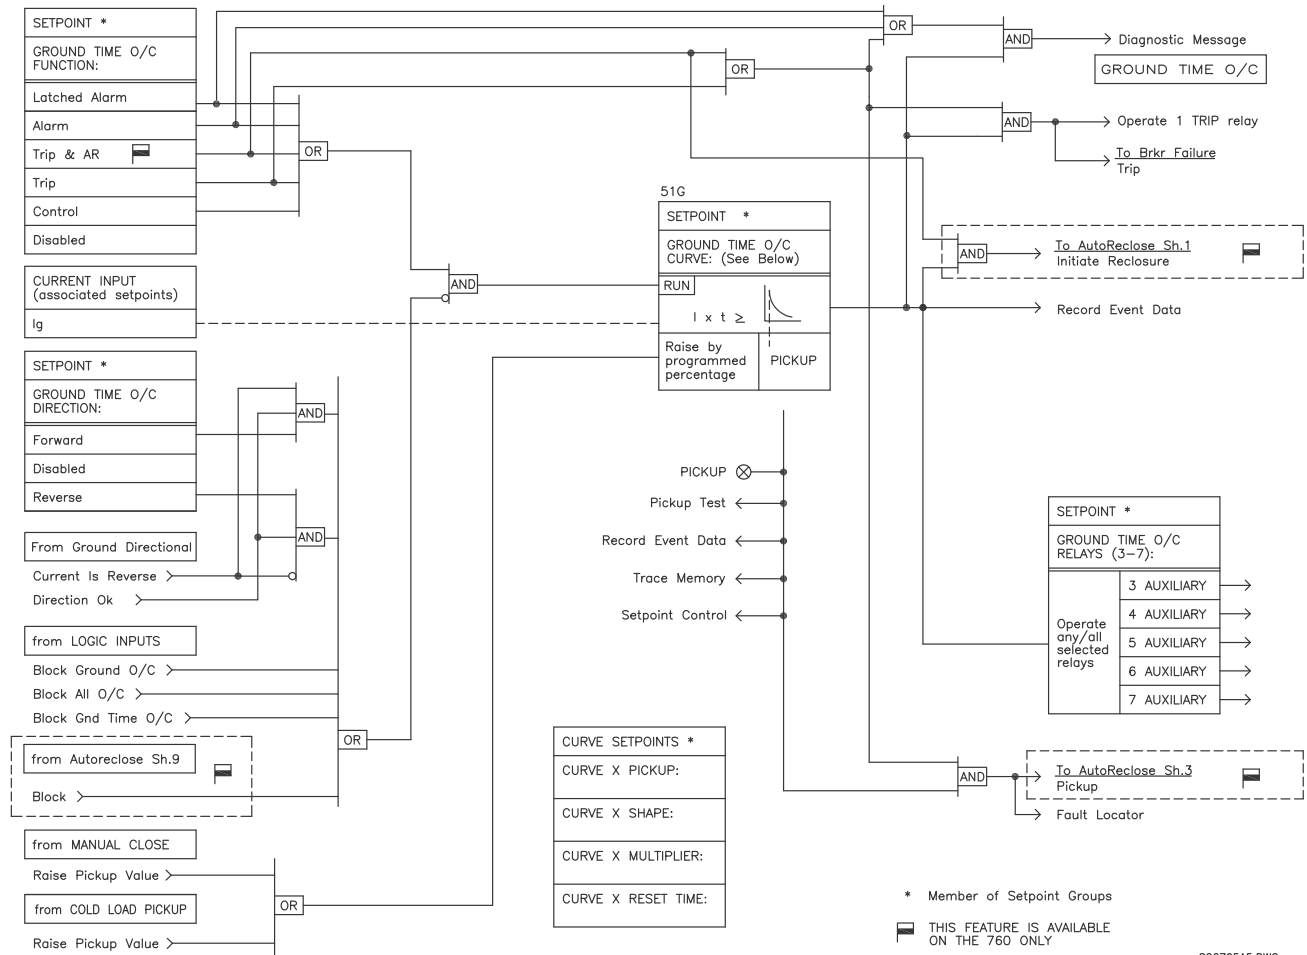 SETPOINT *
GROUND TIME O/C
FUNCTION:
Latched Alarm
Alarm
Trip & AR
Trip
Control
Disabled
OR
CURRENT INPUT
(associated setpoints)
Ig
AND
SETPOINT *
GROUND TIME O/C
DIRECTION:
Forward
Disabled
Reverse
AND
AND
From Ground Directional
Current Is Reverse
Direction Ok
from LOGIC INPUTS
Block Ground O/C
Block All O/C
Block Gnd Time O/C
OR
from Autoreclose Sh.9
Block
from MANUAL CLOSE
Raise Pickup Value
OR
from COLD LOAD PICKUP
Raise Pickup Value
51G
SETPOINT *
GROUND TIME O/C
CURVE: (See Below)
RUN
I x t ≥
Raise by
programmed
percentage
PICKUP
PICKUP
Pickup Test
Record Event Data
Trace Memory
Setpoint Control
CURVE SETPOINTS *
CURVE X PICKUP:
CURVE X SHAPE:
CURVE X MULTIPLIER:
CURVE X RESET TIME:
OR
OR
AND
Diagnostic Message
GROUND TIME O/C
AND
Operate 1 TRIP relay
To Brkr Failure
Trip
AND
To AutoReclose Sh.1
Initiate Reclosure
Record Event Data
SETPOINT *
GROUND TIME O/C
RELAYS (3-7):
Operate
any/all
selected
relays
3 AUXILIARY
4 AUXILIARY
5 AUXILIARY
6 AUXILIARY
7 AUXILIARY
AND
To AutoReclose Sh.3
Pickup
Fault Locator
* Member of Setpoint Groups
THIS FEATURE IS AVAILABLE
ON THE 760 ONLY